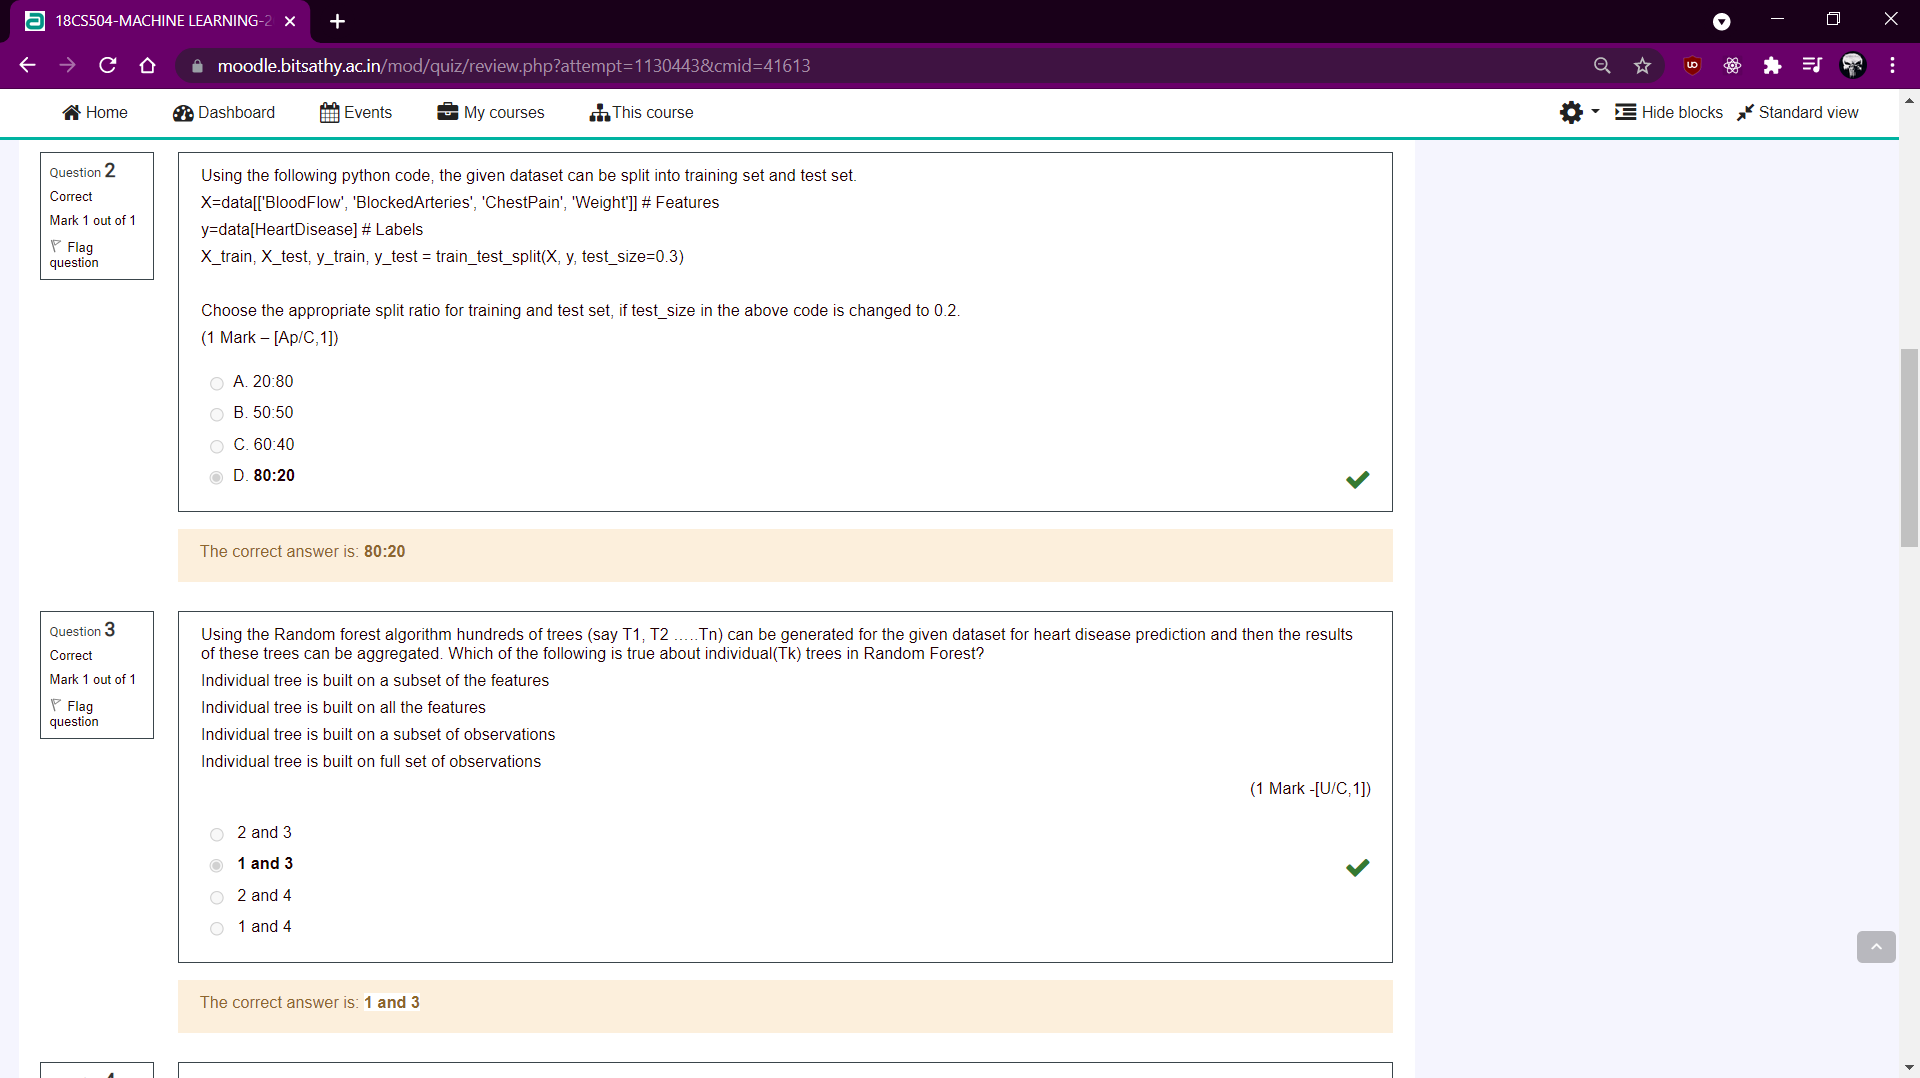 18CS504-MACHINE LEARNING-2
moodle.bitsathy.ac.in/mod/quiz/review.php?attempt=1130443&cmid=41613
Home Dashboard Events My courses This course Hide blocks Standard view
Question 2
Correct
Mark 1 out of 1
Flag
question
Using the following python code, the given dataset can be split into training set and test set.
X=data[['BloodFlow', 'BlockedArteries', 'ChestPain', 'Weight']] # Features
y=data[HeartDisease] # Labels
X_train, X_test, y_train, y_test = train_test_split(X, y, test_size=0.3)
Choose the appropriate split ratio for training and test set, if test_size in the above code is changed to 0.2.
(1 Mark – [Ap/C,1])
A. 20:80
B. 50:50
C. 60:40
D. 80:20
The correct answer is: 80:20
Question 3
Correct
Mark 1 out of 1
Flag
question
Using the Random forest algorithm hundreds of trees (say T1, T2 …..Tn) can be generated for the given dataset for heart disease prediction and then the results
of these trees can be aggregated. Which of the following is true about individual(Tk) trees in Random Forest?
Individual tree is built on a subset of the features
Individual tree is built on all the features
Individual tree is built on a subset of observations
Individual tree is built on full set of observations
(1 Mark -[U/C,1])
2 and 3
1 and 3
2 and 4
1 and 4
The correct answer is: 1 and 3